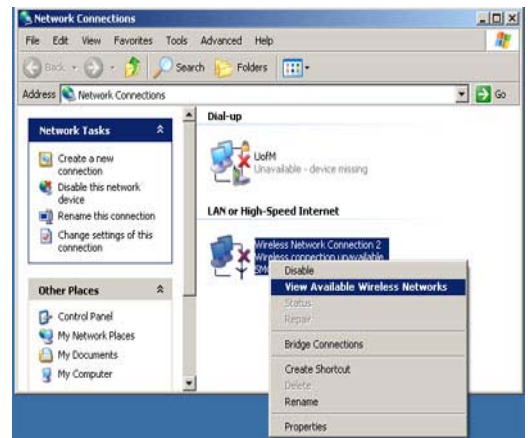 Network Connections
File Edit View Favorites Tools Advanced Help
Back Search Folders
Address Network Connections Go
Network Tasks
Create a new
connection
Disable this network
device
Rename this connection
Change settings of this
connection
Other Places
Control Panel
My Network Places
My Documents
My Computer
Dial-up
UofM
Unavailable - device missing
LAN or High-Speed Internet
Wireless Network Connection 2
Wireless connection unavailable
Disable
View Available Wireless Networks
Status
Repair
Bridge Connections
Create Shortcut
Delete
Rename
Properties